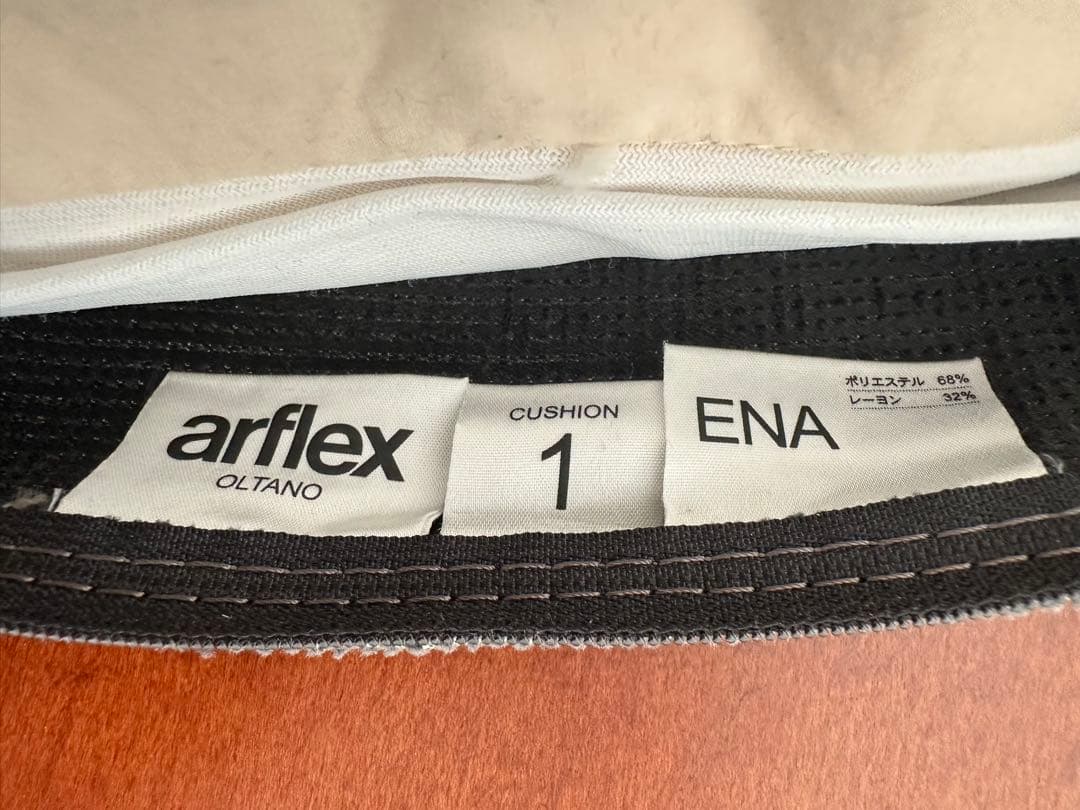 arflex
OLTANO
CUSHION
1
ENA
ポリエステル 68%
レーヨン 32%